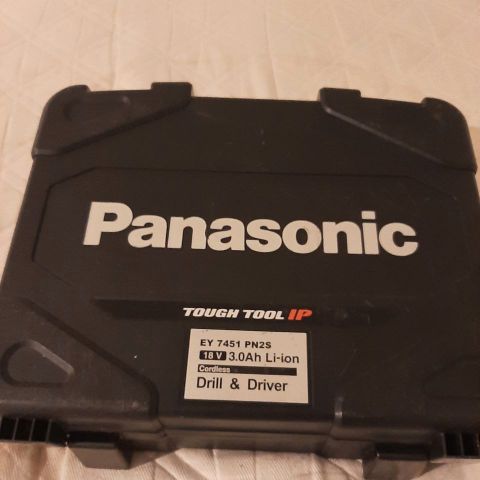 Panasonic
TOUGH TOOL IP
EY 7451 PN2S
18 V 3.0Ah Li-ion
Cordless
Drill & Driver